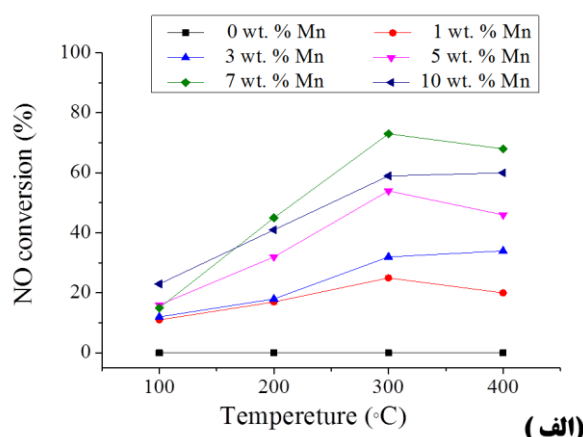 0 wt. % Mn 1 wt. % Mn
3 wt. % Mn 5 wt. % Mn
7 wt. % Mn 10 wt. % Mn
NO conversion (%)
100
80
60
40
20
0
100 200 300 400
Tempereture (◦C)
(الف)